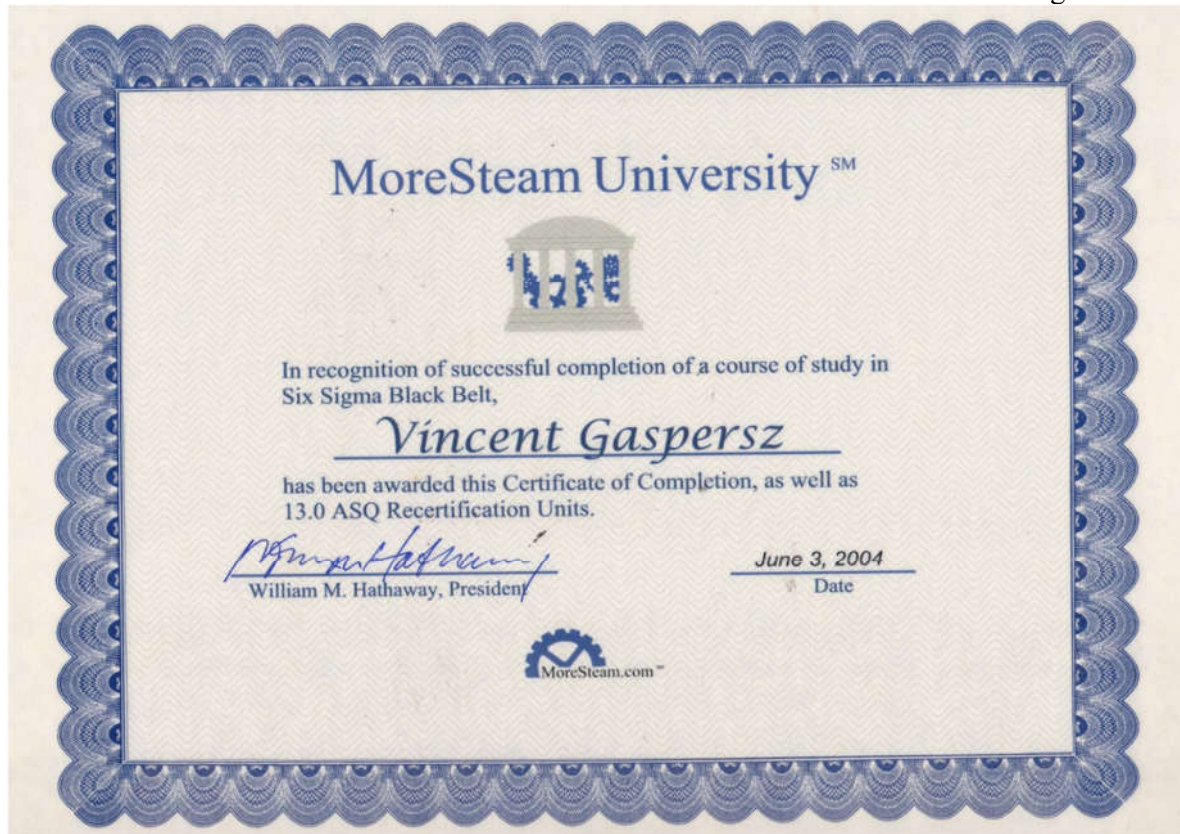 MoreSteam University SM
In recognition of successful completion of a course of study in
Six Sigma Black Belt,
Vincent Gaspersz
has been awarded this Certificate of Completion, as well as
13.0 ASQ Recertification Units.
William M. Hathaway, President
June 3, 2004
Date
MoreSteam.com